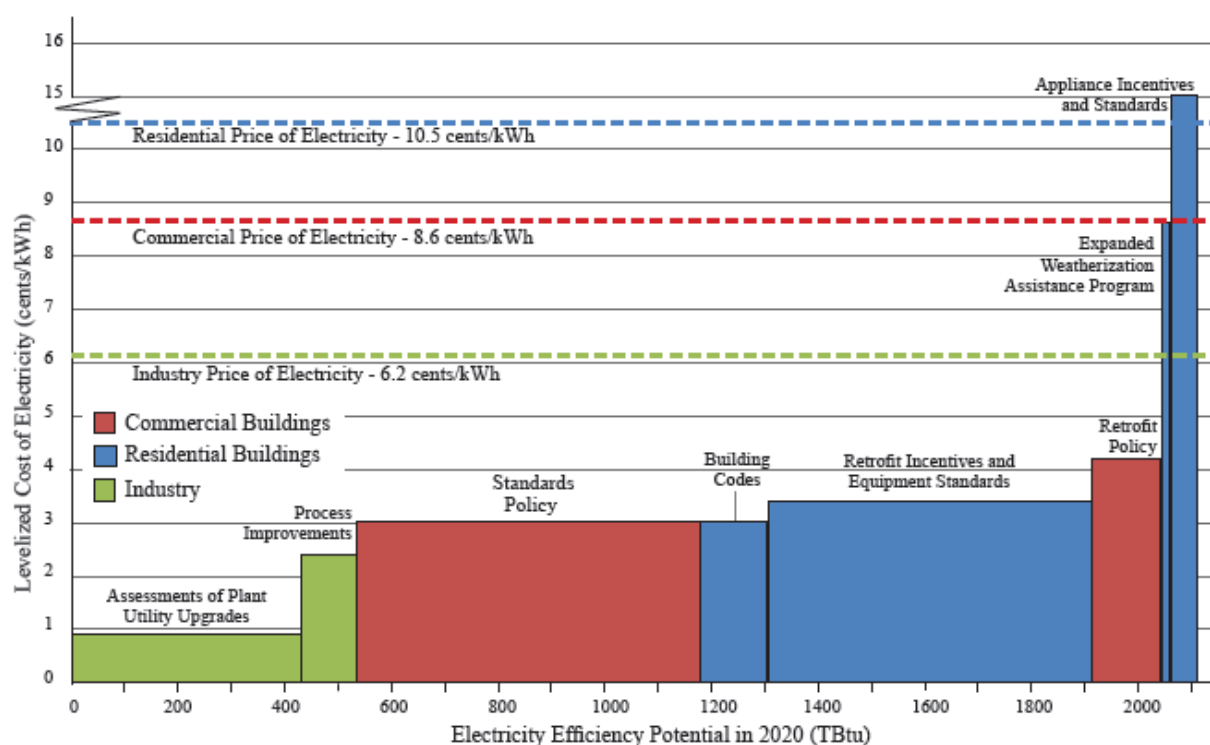 16
15
10
9
8
7
6
5
4
3
2
1
0
Levelized Cost of Electricity (cents/kWh)
Appliance Incentives
and Standards
Residential Price of Electricity - 10.5 cents/kWh
Commercial Price of Electricity - 8.6 cents/kWh
Expanded
Weatherization
Assistance Program
Industry Price of Electricity - 6.2 cents/kWh
Commercial Buildings
Residential Buildings
Industry
Assessments of Plant
Utility Upgrades
Process
Improvements
Standards
Policy
Building
Codes
Retrofit Incentives and
Equipment Standards
Retrofit
Policy
0 200 400 600 800 1000 1200 1400 1600 1800 2000
Electricity Efficiency Potential in 2020 (TBtu)